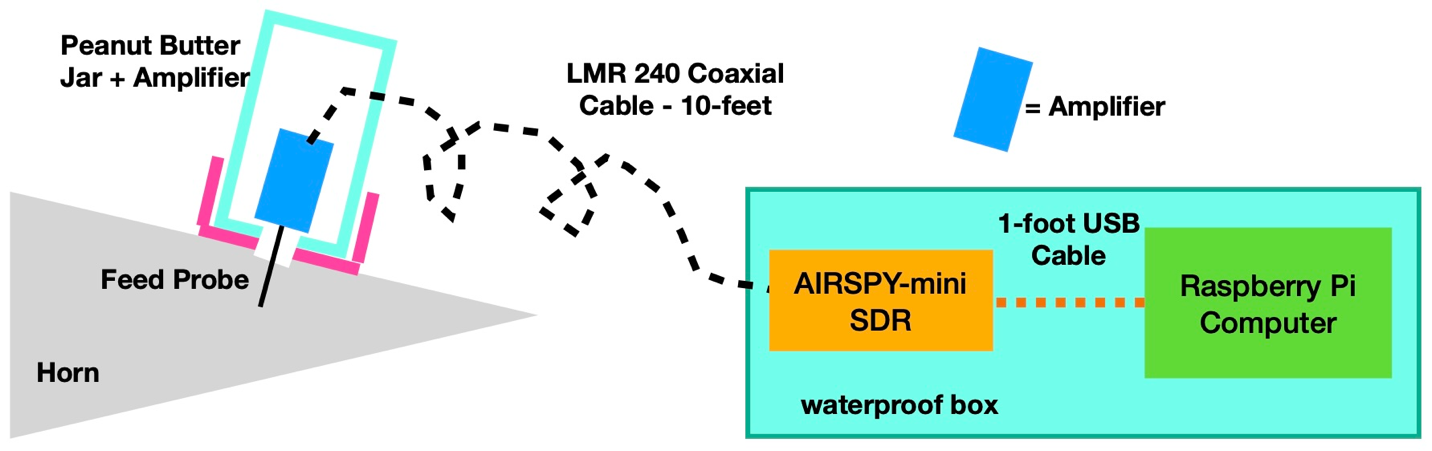 Peanut Butter
Jar + Amplifier
LMR 240 Coaxial
Cable - 10-feet
= Amplifier
Feed Probe
Horn
1-foot USB
Cable
AIRSPY-mini
SDR
Raspberry Pi
Computer
waterproof box